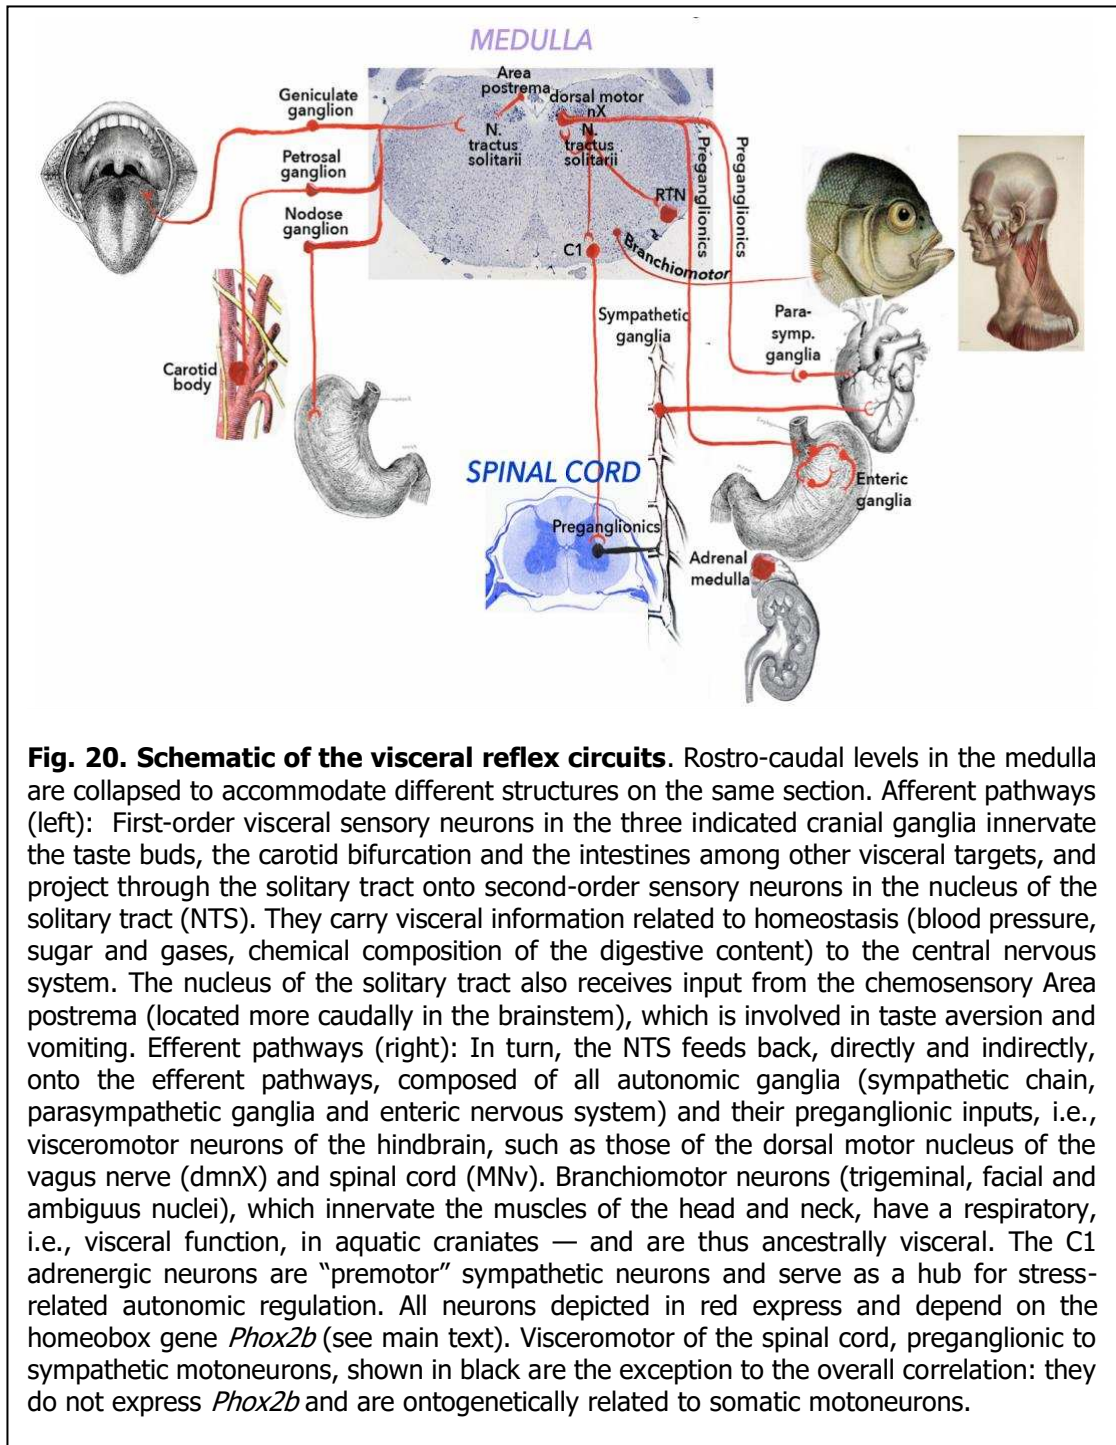 MEDULLA
Area
postrema
dorsal motor
nX
Geniculate
ganglion
N.
tractus
solitarii
N.
tractus
solitarii
Petrosal
ganglion
Preganglionics
Preganglionics
RTN
Nodose
ganglion
C1
Branchiomotor
Sympathetic
ganglia
Para-
symp.
ganglia
Carotid
body
SPINAL CORD
Enteric
ganglia
Preganglionics
Adrenal
medulla
Fig. 20. Schematic of the visceral reflex circuits. Rostro-caudal levels in the medulla
are collapsed to accommodate different structures on the same section. Afferent pathways
(left): First-order visceral sensory neurons in the three indicated cranial ganglia innervate
the taste buds, the carotid bifurcation and the intestines among other visceral targets, and
project through the solitary tract onto second-order sensory neurons in the nucleus of the
solitary tract (NTS). They carry visceral information related to homeostasis (blood pressure,
sugar and gases, chemical composition of the digestive content) to the central nervous
system. The nucleus of the solitary tract also receives input from the chemosensory Area
postrema (located more caudally in the brainstem), which is involved in taste aversion and
vomiting. Efferent pathways (right): In turn, the NTS feeds back, directly and indirectly,
onto the efferent pathways, composed of all autonomic ganglia (sympathetic chain,
parasympathetic ganglia and enteric nervous system) and their preganglionic inputs, i.e.,
visceromotor neurons of the hindbrain, such as those of the dorsal motor nucleus of the
vagus nerve (dmnX) and spinal cord (MNv). Branchiomotor neurons (trigeminal, facial and
ambiguus nuclei), which innervate the muscles of the head and neck, have a respiratory,
i.e., visceral function, in aquatic craniates — and are thus ancestrally visceral. The C1
adrenergic neurons are “premotor” sympathetic neurons and serve as a hub for stress-
related autonomic regulation. All neurons depicted in red express and depend on the
homeobox gene Phox2b (see main text). Visceromotor of the spinal cord, preganglionic to
sympathetic motoneurons, shown in black are the exception to the overall correlation: they
do not express Phox2b and are ontogenetically related to somatic motoneurons.